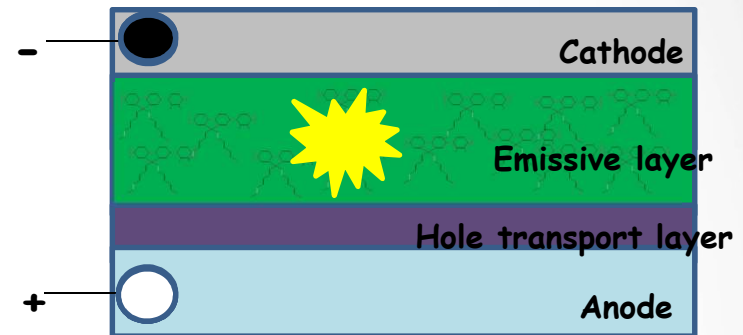 -
Cathode
Emissive layer
Hole transport layer
+
Anode